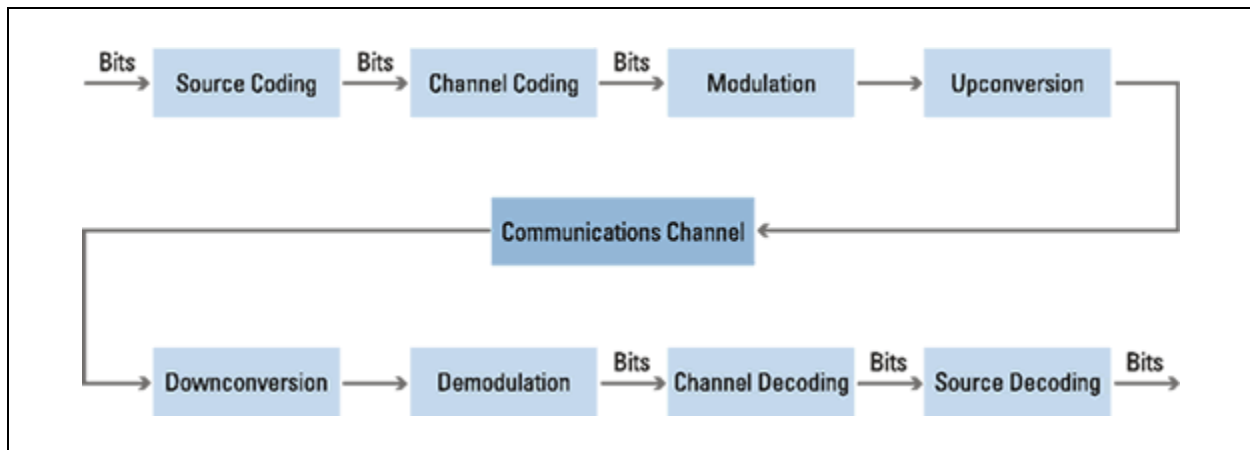 Bits Bits Bits
Source Coding Channel Coding Modulation Upconversion
Communications Channel
Bits Bits Bits
Downconversion Demodulation Channel Decoding Source Decoding